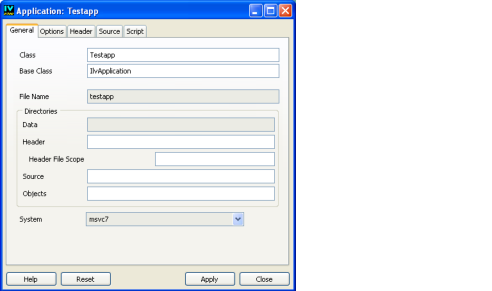 ILV
Application: Testapp
General Options Header Source Script
Class Testapp
Base Class IlvApplication
File Name testapp
Directories
Data
Header
Header File Scope
Source
Objects
System msvc7
Help Reset Apply Close